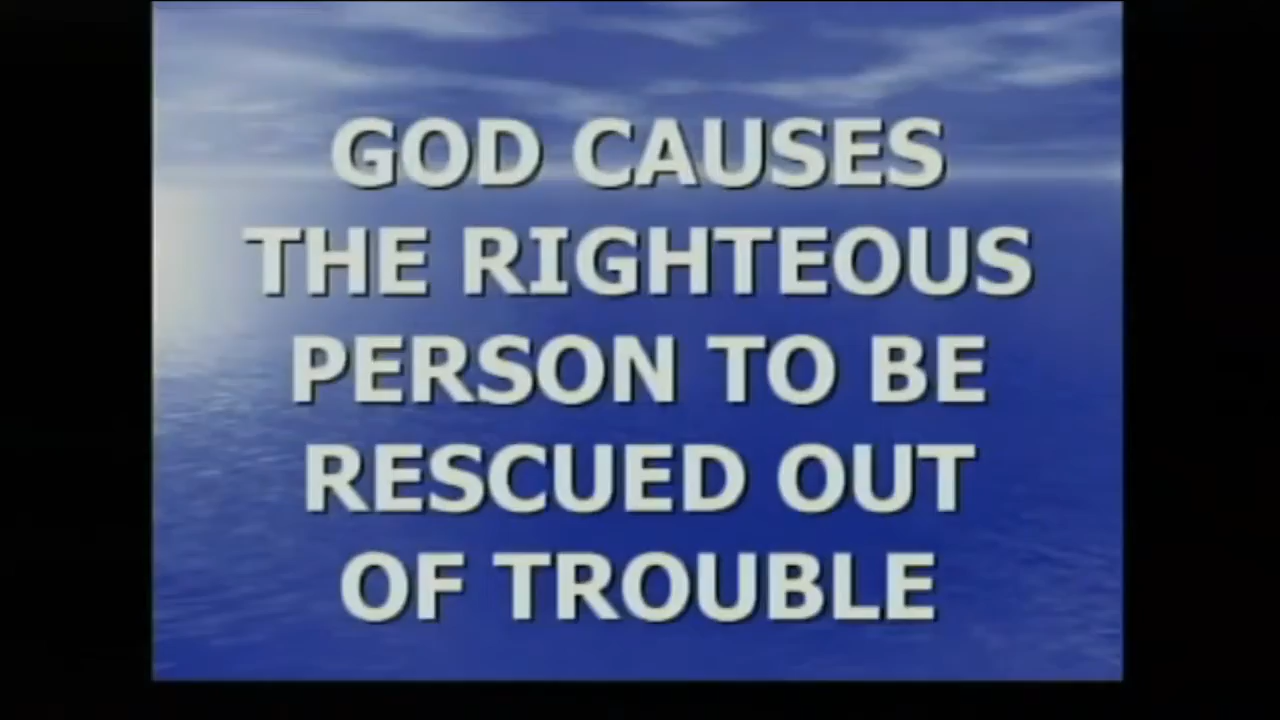 GOD CAUSES
THE RIGHTEOUS
PERSON TO BE
RESCUED OUT
OF TROUBLE